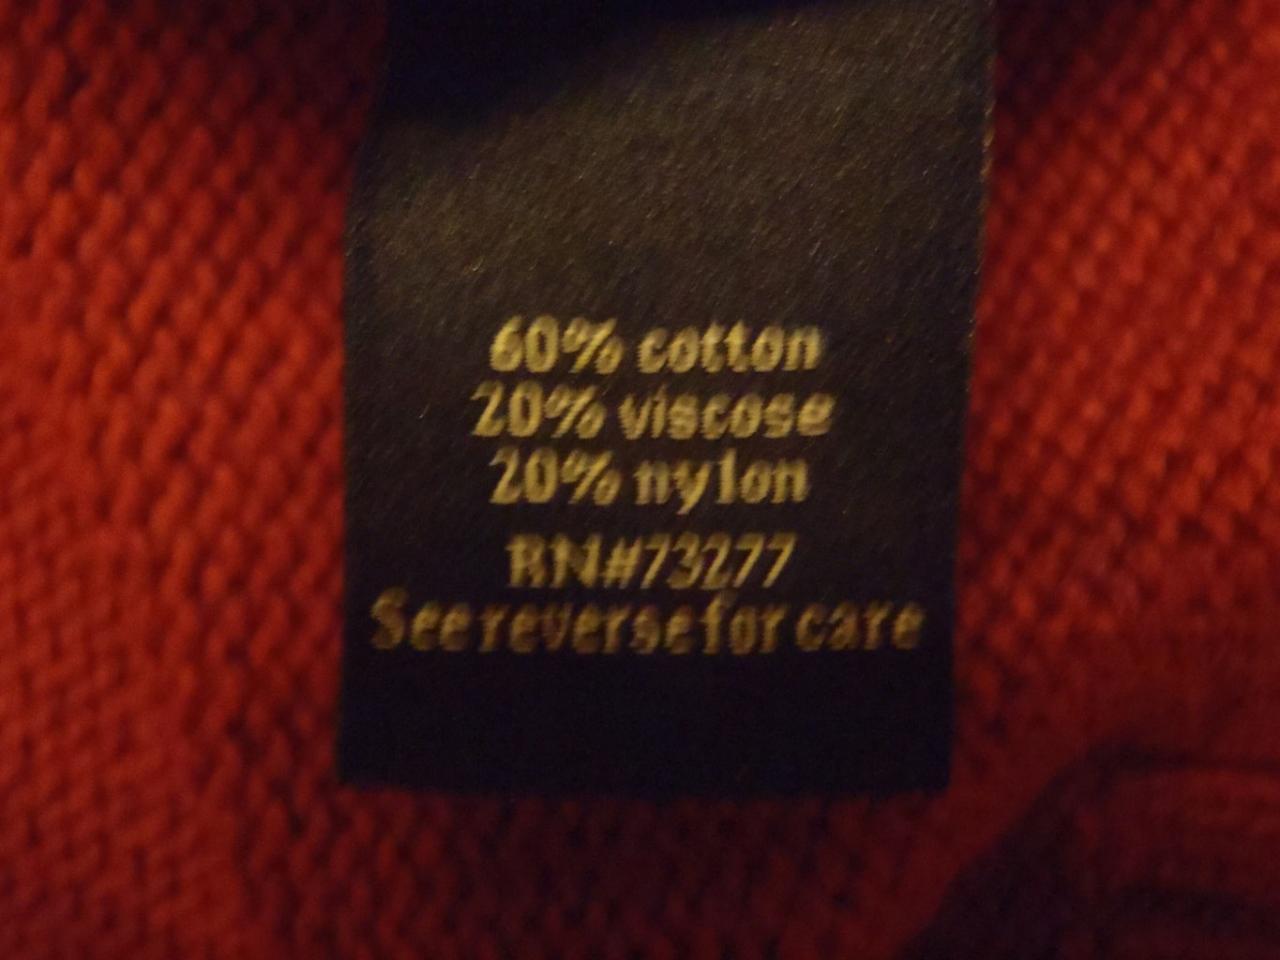 60% cotton
20% viscose
20% nylon
RN#73277
See reverse for care